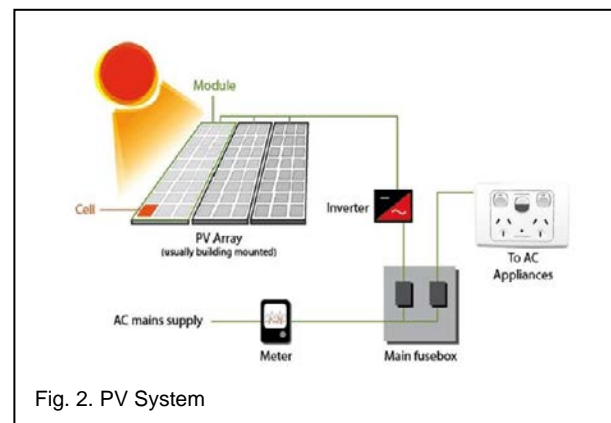 Module
Cell
PV Array
(usually building mounted)
Inverter
To AC
Appliances
AC mains supply
Meter
Main fusebox
Fig. 2. PV System